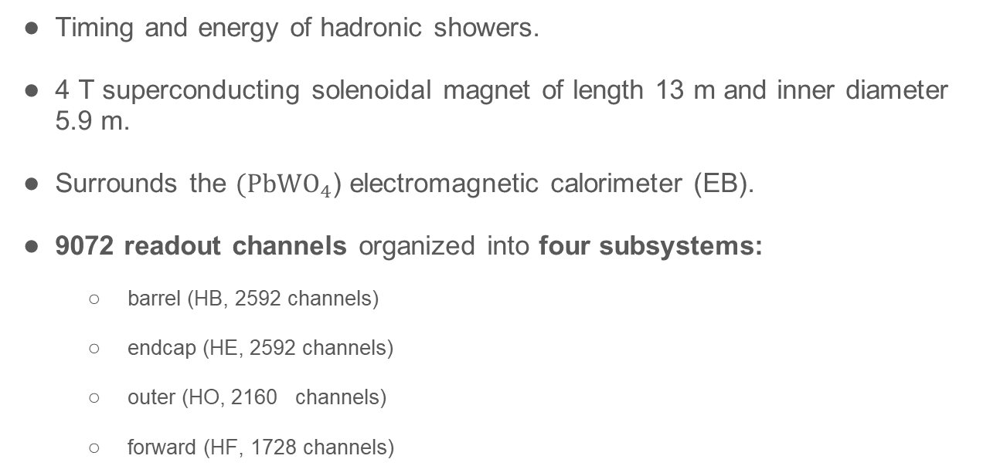 ● Timing and energy of hadronic showers.
● 4 T superconducting solenoidal magnet of length 13 m and inner diameter
5.9 m.
● Surrounds the (PbWO₄) electromagnetic calorimeter (EB).
● 9072 readout channels organized into four subsystems:
○ barrel (HB, 2592 channels)
○ endcap (HE, 2592 channels)
○ outer (HO, 2160 channels)
○ forward (HF, 1728 channels)